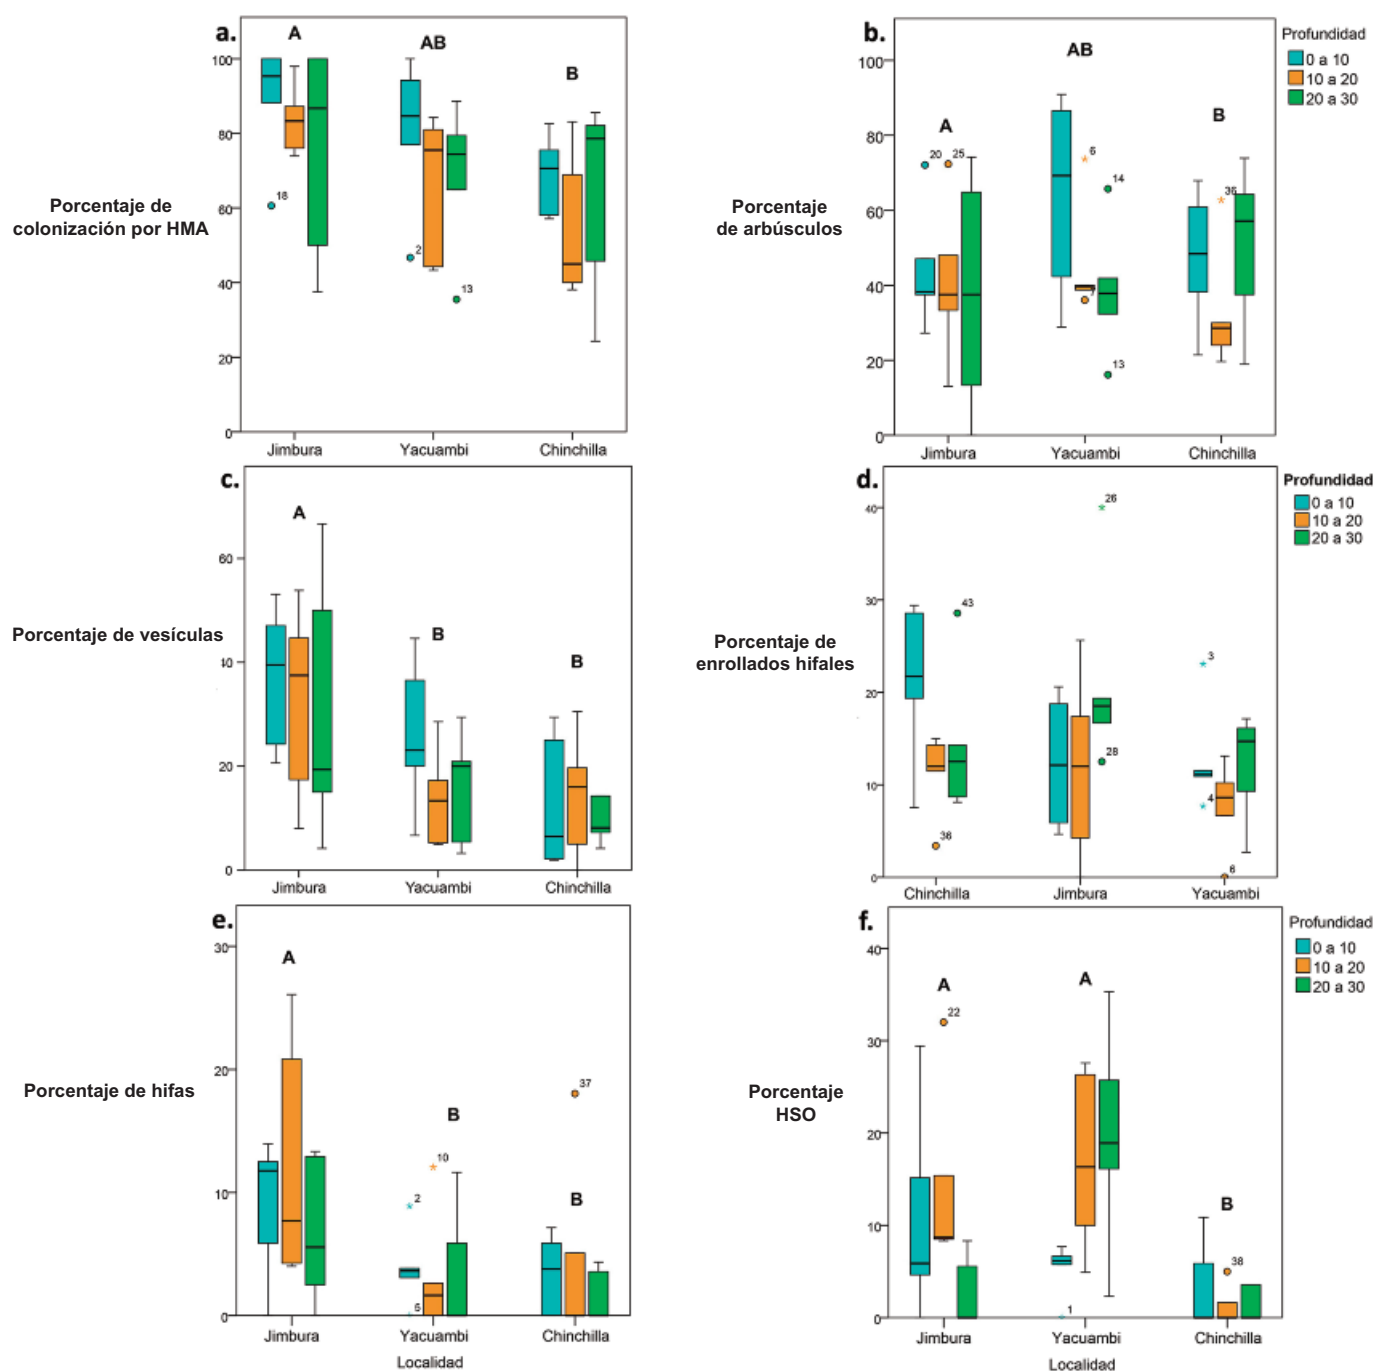 a.
A
AB
B
100
80
60
40
20
0
18
2
13
Porcentaje de
colonización por HMA
Jimbura
Yacuambi
Chinchilla
b.
A
AB
B
100
80
60
40
20
0
20
25
6
7
14
13
36
Porcentaje
de arbúsculos
Jimbura
Yacuambi
Chinchilla
Profundidad
0 a 10
10 a 20
20 a 30
c.
A
B
B
60
40
20
0
Porcentaje de vesículas
Jimbura
Yacuambi
Chinchilla
d.
40
30
20
10
0
43
38
26
28
3
4
6
Porcentaje de
enrollados hifales
Chinchilla
Jimbura
Yacuambi
Profundidad
0 a 10
10 a 20
20 a 30
e.
A
B
B
30
20
10
0
2
10
37
Porcentaje de hifas
Jimbura
Yacuambi
Chinchilla
Localidad
f.
A
A
B
40
30
20
10
0
22
1
38
Porcentaje
HSO
Jimbura
Yacuambi
Chinchilla
Localidad
Profundidad
0 a 10
10 a 20
20 a 30